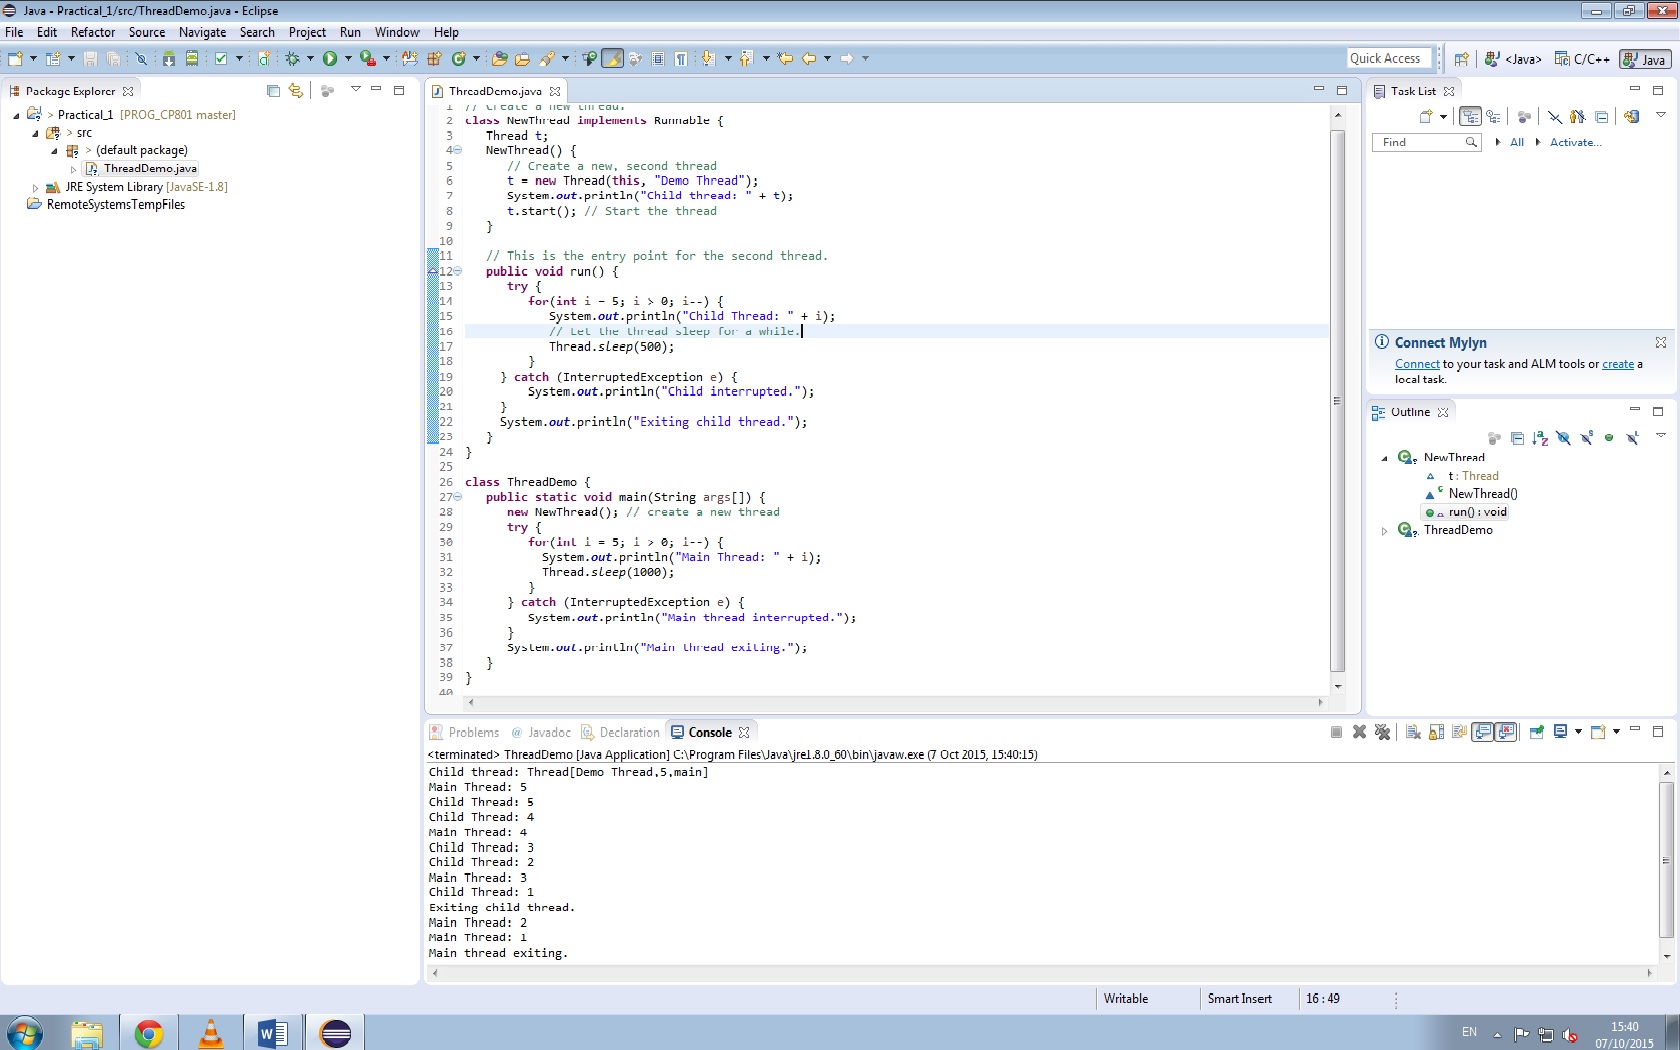 Java - Practical_1/src/ThreadDemo.java - Eclipse
File Edit Refactor Source Navigate Search Project Run Window Help
Quick Access <Java> C/C++ Java
Package Explorer
> Practical_1 [PROG_CP801 master]
> src
> (default package)
ThreadDemo.java
JRE System Library [JavaSE-1.8]
RemoteSystemsTempFiles
ThreadDemo.java
1 // Create a new thread.
2 class NewThread implements Runnable {
3 Thread t;
4 NewThread() {
5 // Create a new, second thread
6 t = new Thread(this, "Demo Thread");
7 System.out.println("Child thread: " + t);
8 t.start(); // Start the thread
9 }
10
11 // This is the entry point for the second thread.
12 public void run() {
13 try {
14 for(int i = 5; i > 0; i--) {
15 System.out.println("Child Thread: " + i);
16 // Let the thread sleep for a while.
17 Thread.sleep(500);
18 }
19 } catch (InterruptedException e) {
20 System.out.println("Child interrupted.");
21 }
22 System.out.println("Exiting child thread.");
23 }
24 }
25
26 class ThreadDemo {
27 public static void main(String args[]) {
28 new NewThread(); // create a new thread
29 try {
30 for(int i = 5; i > 0; i--) {
31 System.out.println("Main Thread: " + i);
32 Thread.sleep(1000);
33 }
34 } catch (InterruptedException e) {
35 System.out.println("Main thread interrupted.");
36 }
37 System.out.println("Main thread exiting.");
38 }
39 }
40
Task List
Find All Activate...
Connect Mylyn
Connect to your task and ALM tools or create a
local task.
Outline
NewThread
t : Thread
NewThread()
run() : void
ThreadDemo
Problems @ Javadoc Declaration Console
<terminated> ThreadDemo [Java Application] C:\Program Files\Java\jre1.8.0_60\bin\javaw.exe (7 Oct 2015, 15:40:15)
Child thread: Thread[Demo Thread,5,main]
Main Thread: 5
Child Thread: 5
Child Thread: 4
Main Thread: 4
Child Thread: 3
Child Thread: 2
Main Thread: 3
Child Thread: 1
Exiting child thread.
Main Thread: 2
Main Thread: 1
Main thread exiting.
Writable Smart Insert 16 : 49
EN 15:40
07/10/2015